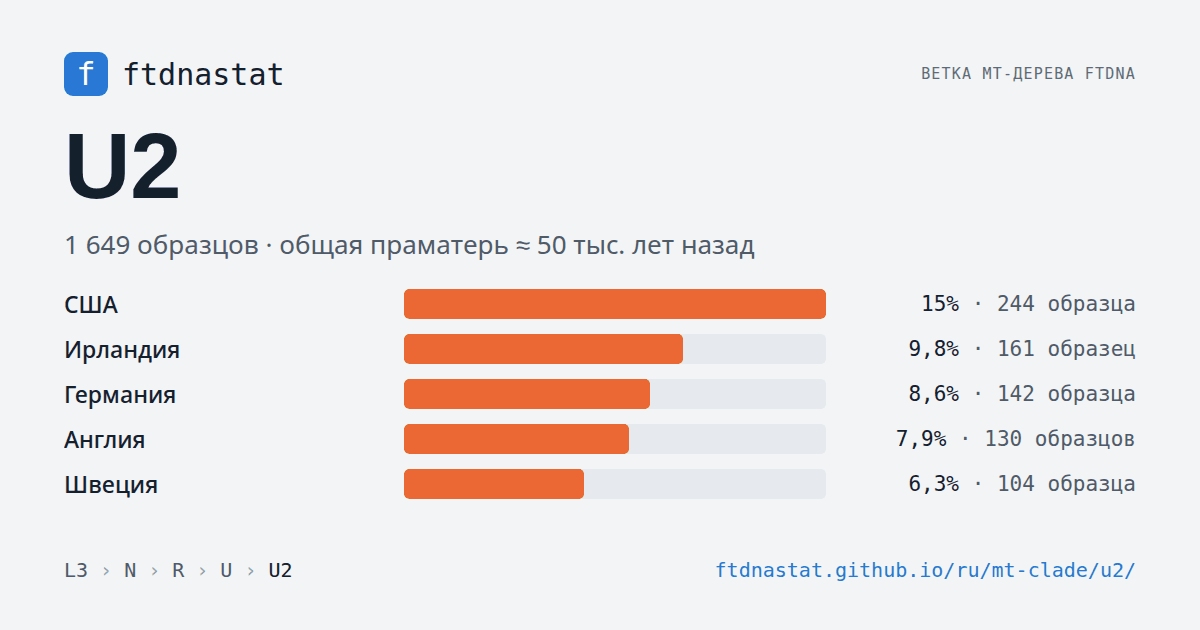 f ftdnastat
ВЕТКА МТ-ДЕРЕВА FTDNA
U2
1 649 образцов · общая праматерь ≈ 50 тыс. лет назад
США 15% · 244 образца
Ирландия 9,8% · 161 образец
Германия 8,6% · 142 образца
Англия 7,9% · 130 образцов
Швеция 6,3% · 104 образца
L3 › N › R › U › U2
ftdnastat.github.io/ru/mt-clade/u2/